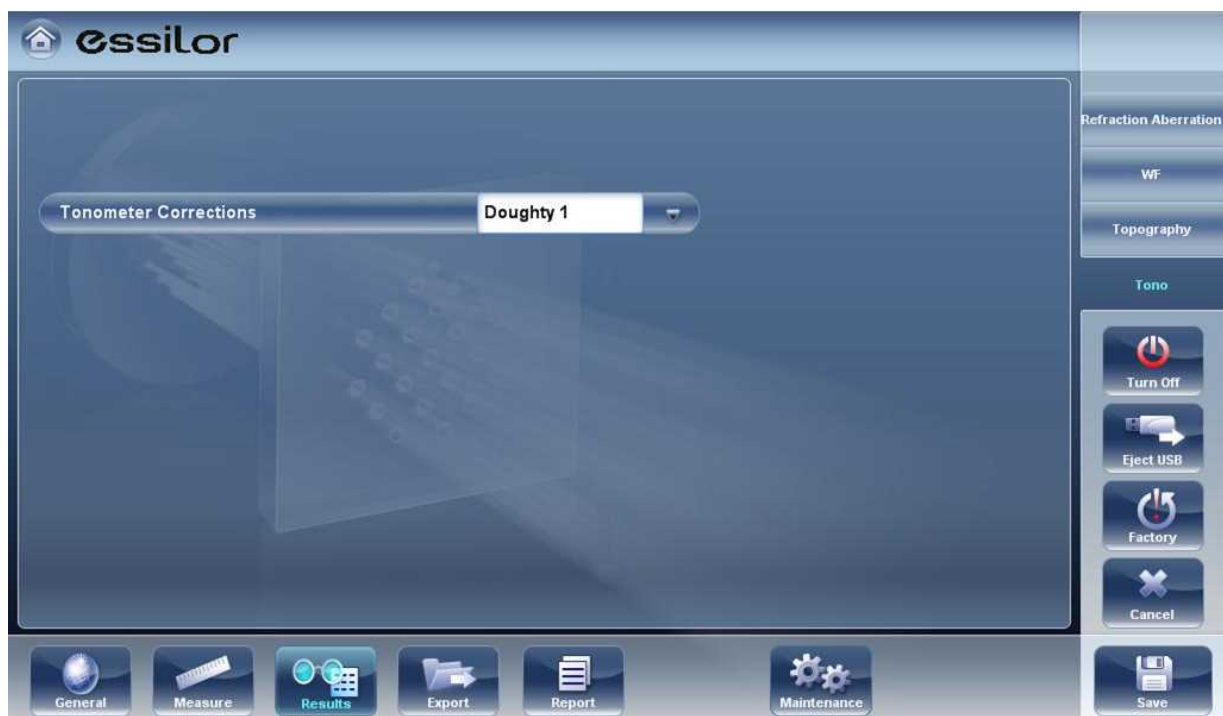 essilor
Refraction Aberration
WF
Topography
Tonometer Corrections Doughty 1
Tono
Turn Off
Eject USB
Factory
Cancel
General Measure Results Export Report Maintenance Save